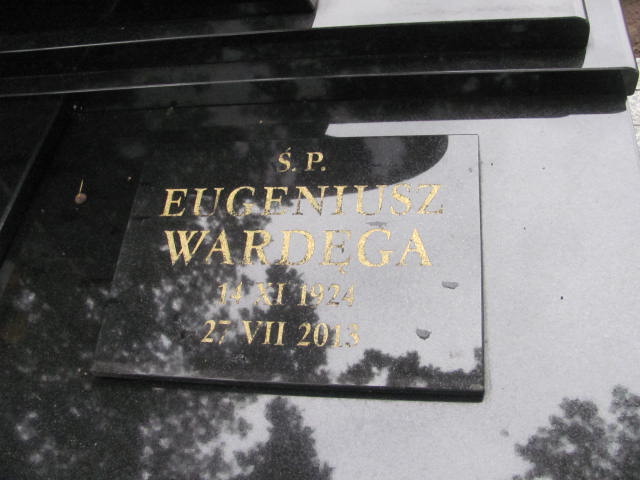 Ś. P.
EUGENIUSZ
WARDĘGA
14 XI 1924
27 VII 2013